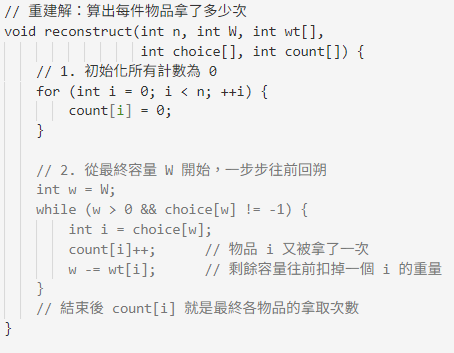 // 重建解：算出每件物品拿了多少次
void reconstruct(int n, int W, int wt[],
                 int choice[], int count[]) {
    // 1. 初始化所有計數為 0
    for (int i = 0; i < n; ++i) {
        count[i] = 0;
    }

    // 2. 從最終容量 W 開始，一步步往前回朔
    int w = W;
    while (w > 0 && choice[w] != -1) {
        int i = choice[w];
        count[i]++;      // 物品 i 又被拿了一次
        w -= wt[i];      // 剩餘容量往前扣掉一個 i 的重量
    }
    // 結束後 count[i] 就是最終各物品的拿取次數
}